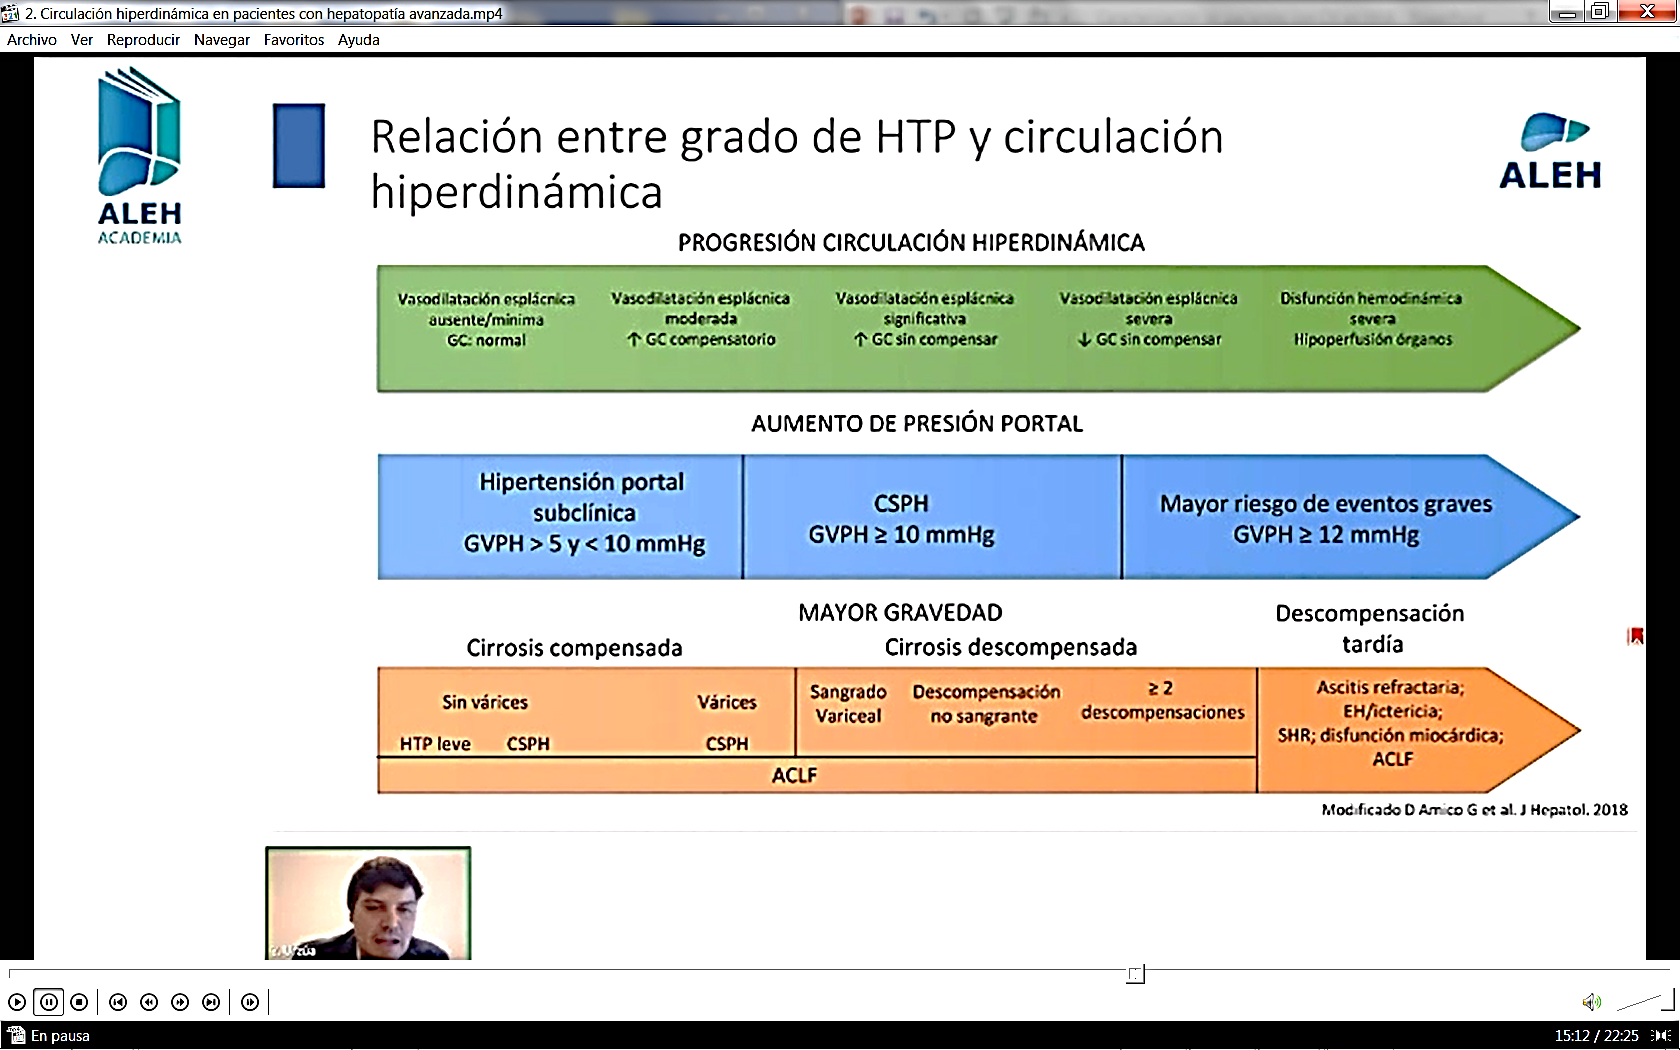 2. Circulación hiperdinámica en pacientes con hepatopatía avanzada.mp4
Archivo Ver Reproducir Navegar Favoritos Ayuda
ALEH
ACADEMIA
Relación entre grado de HTP y circulación
hiperdinámica
ALEH
PROGRESIÓN CIRCULACIÓN HIPERDINÁMICA
Vasodilatación esplácnica
ausente/mínima
GC: normal
Vasodilatación esplácnica
moderada
↑ GC compensatorio
Vasodilatación esplácnica
significativa
↑ GC sin compensar
Vasodilatación esplácnica
severa
↓ GC sin compensar
Disfunción hemodinámica
severa
Hipoperfusión órganos
AUMENTO DE PRESIÓN PORTAL
Hipertensión portal
subclínica
GVPH > 5 y < 10 mmHg
CSPH
GVPH ≥ 10 mmHg
Mayor riesgo de eventos graves
GVPH ≥ 12 mmHg
MAYOR GRAVEDAD
Cirrosis compensada
Cirrosis descompensada
Descompensación
tardía
Sin várices
HTP leve CSPH
Várices
CSPH
Sangrado
Variceal
Descompensación
no sangrante
≥ 2
descompensaciones
Ascitis refractaria;
EH/ictericia;
SHR; disfunción miocárdica;
ACLF
ACLF
Modificado D Amico G et al. J Hepatol. 2018
En pausa
15:12 / 22:25